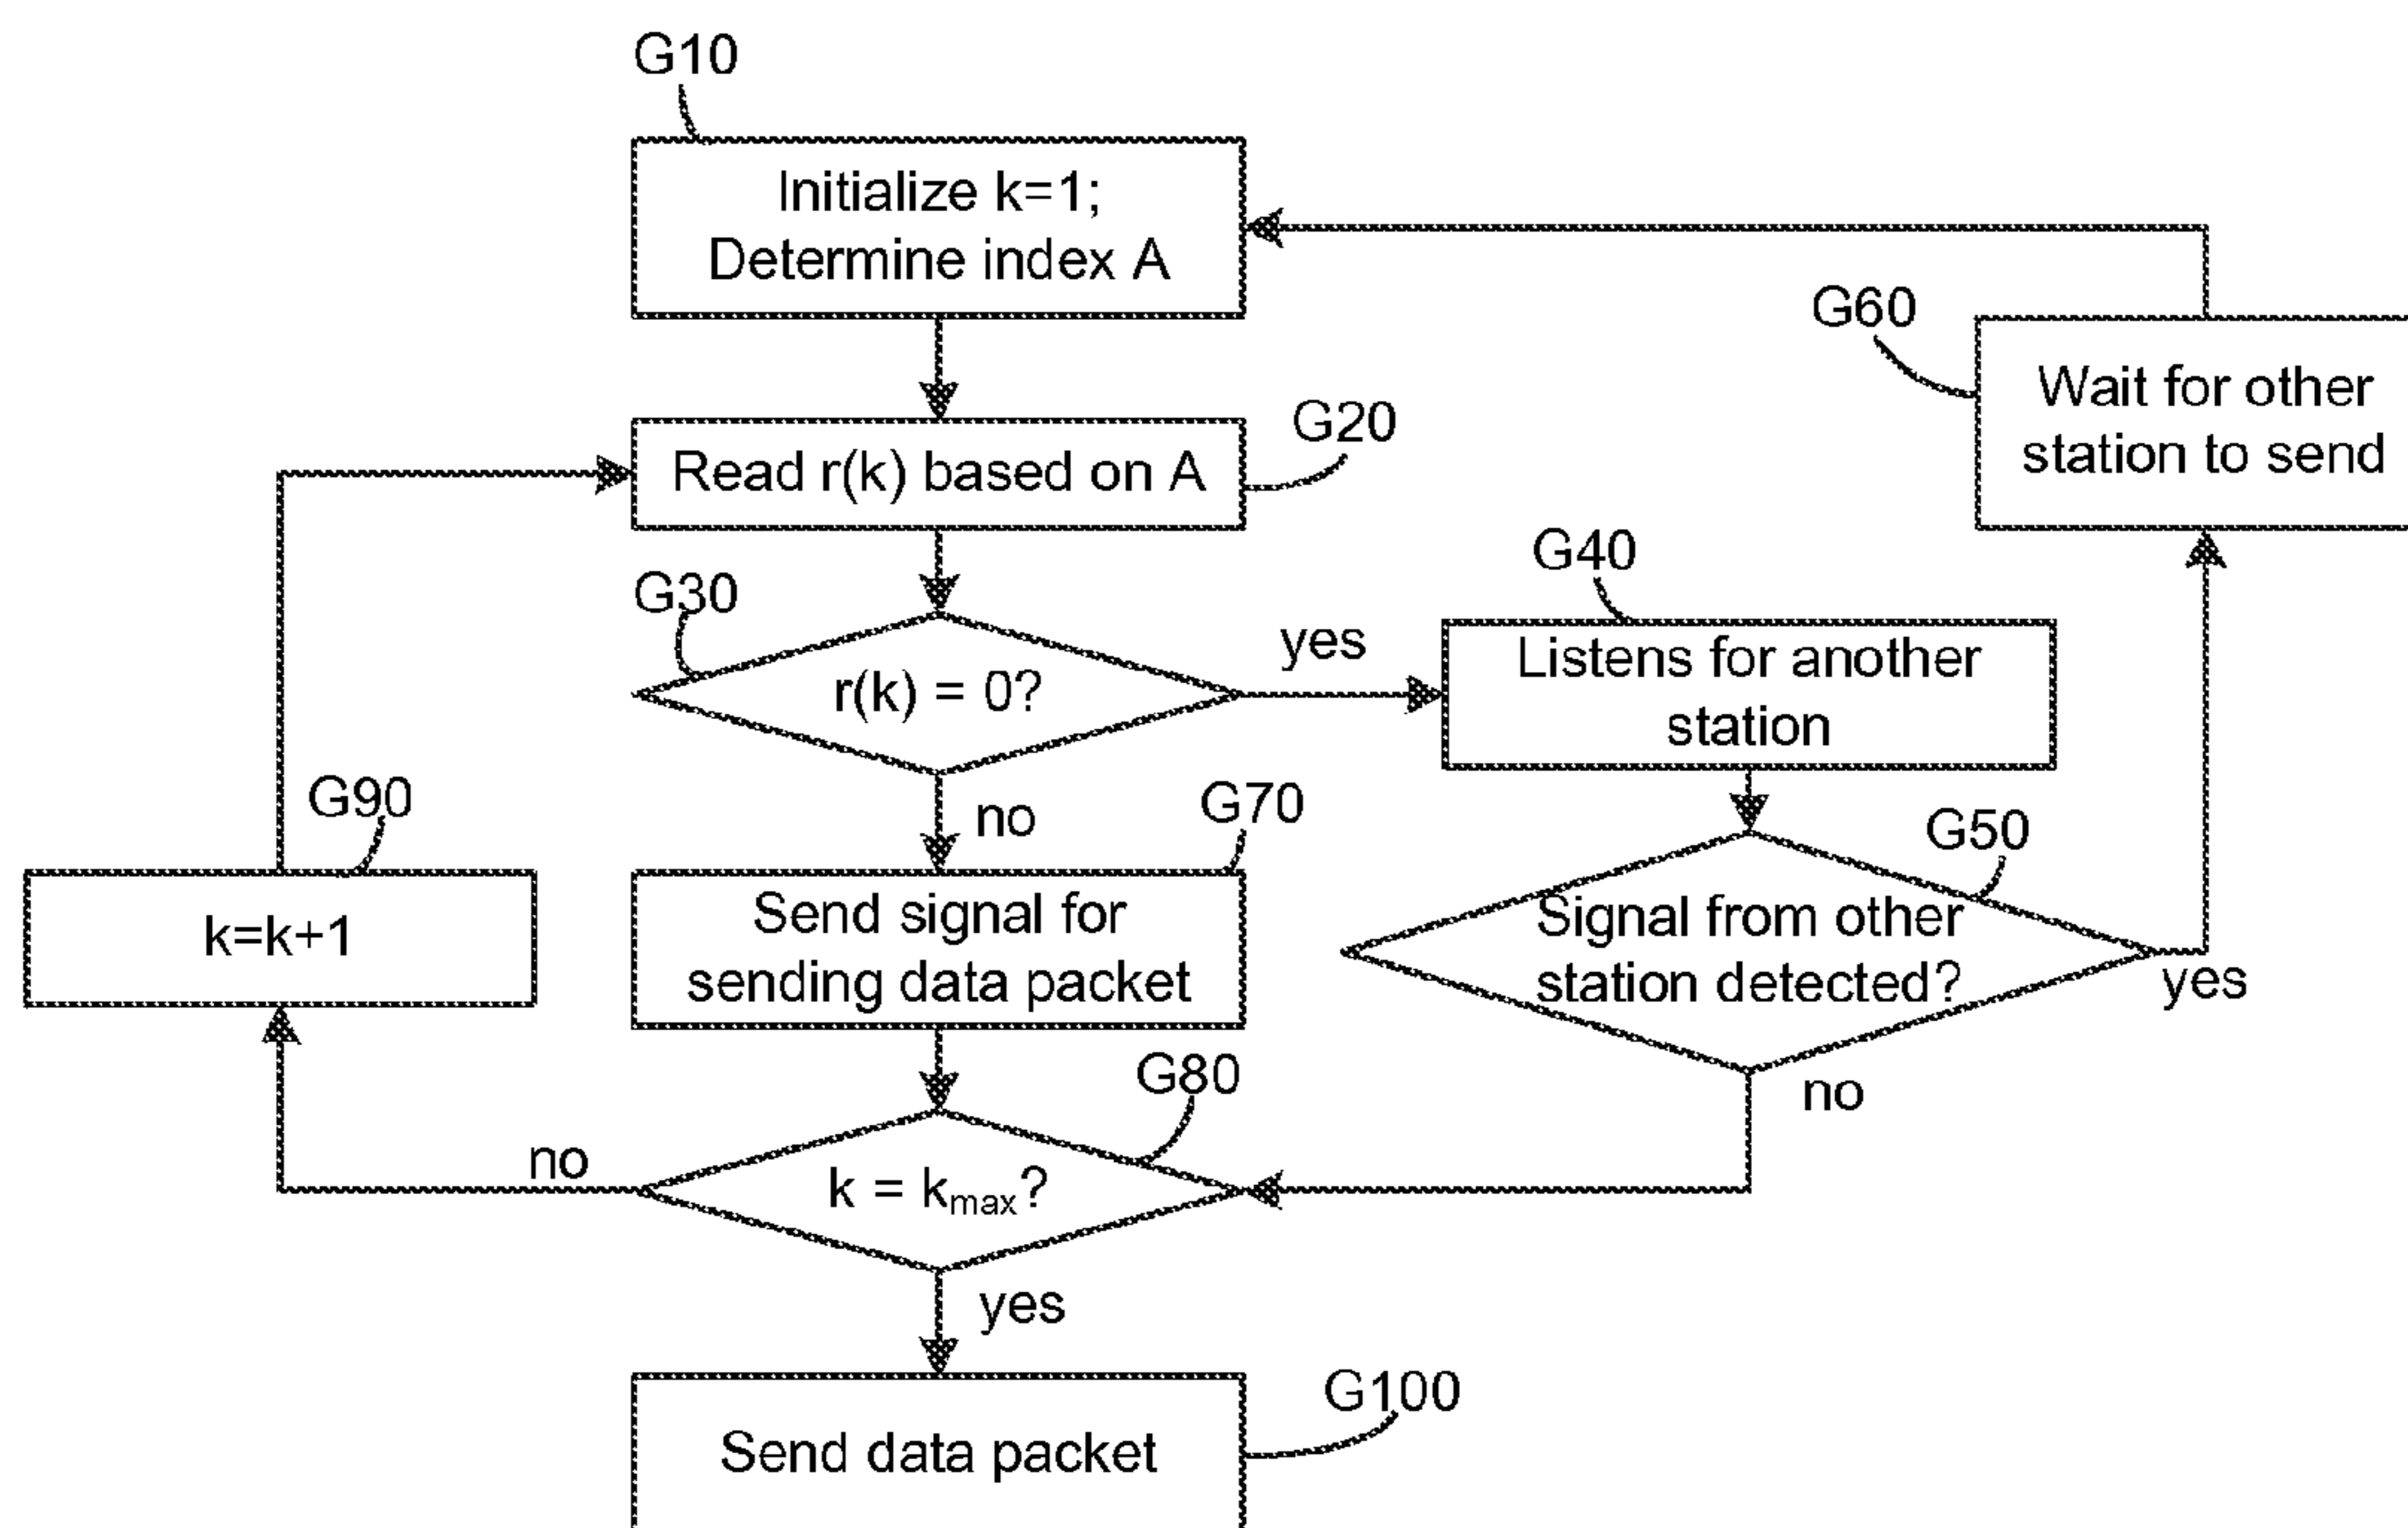 G10
Initialize k=1;
Determine index A
G60
Wait for other
station to send
G20
Read r(k) based on A
G40
G30
yes
Listens for another
station
r(k) = 0?
G90
no
G70
G50
k=k+1
Send signal for
sending data packet
Signal from other
station detected?
yes
G80
no
no
k = kmax?
yes
G100
Send data packet